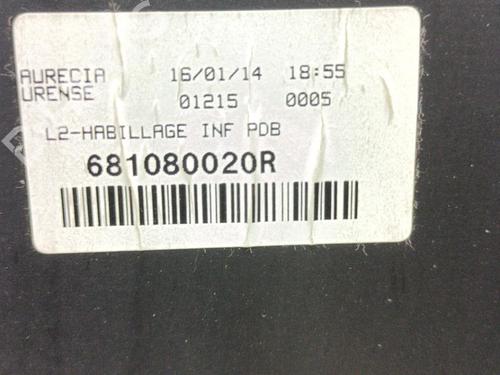 AURECIA 16/01/14 18:55
URENSE 01215 0005
L2-HABILLAGE INF PDB
681080020R